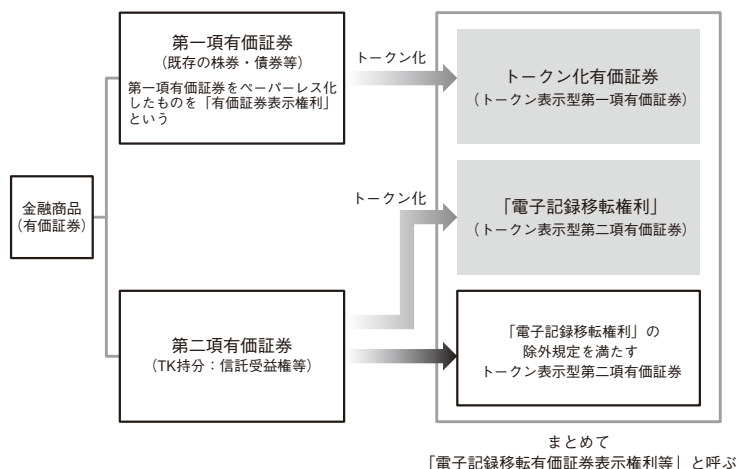 金融商品
（有価証券）
第一項有価証券
（既存の株券・債券等）
第一項有価証券をペーパーレス化
したものを「有価証券表示権利」
という
トークン化
トークン化有価証券
（トークン表示型第一項有価証券）
トークン化
「電子記録移転権利」
（トークン表示型第二項有価証券）
第二項有価証券
（TK持分：信託受益権等）
「電子記録移転権利」の
除外規定を満たす
トークン表示型第二項有価証券
まとめて
「電子記録移転有価証券表示権利等」と呼ぶ